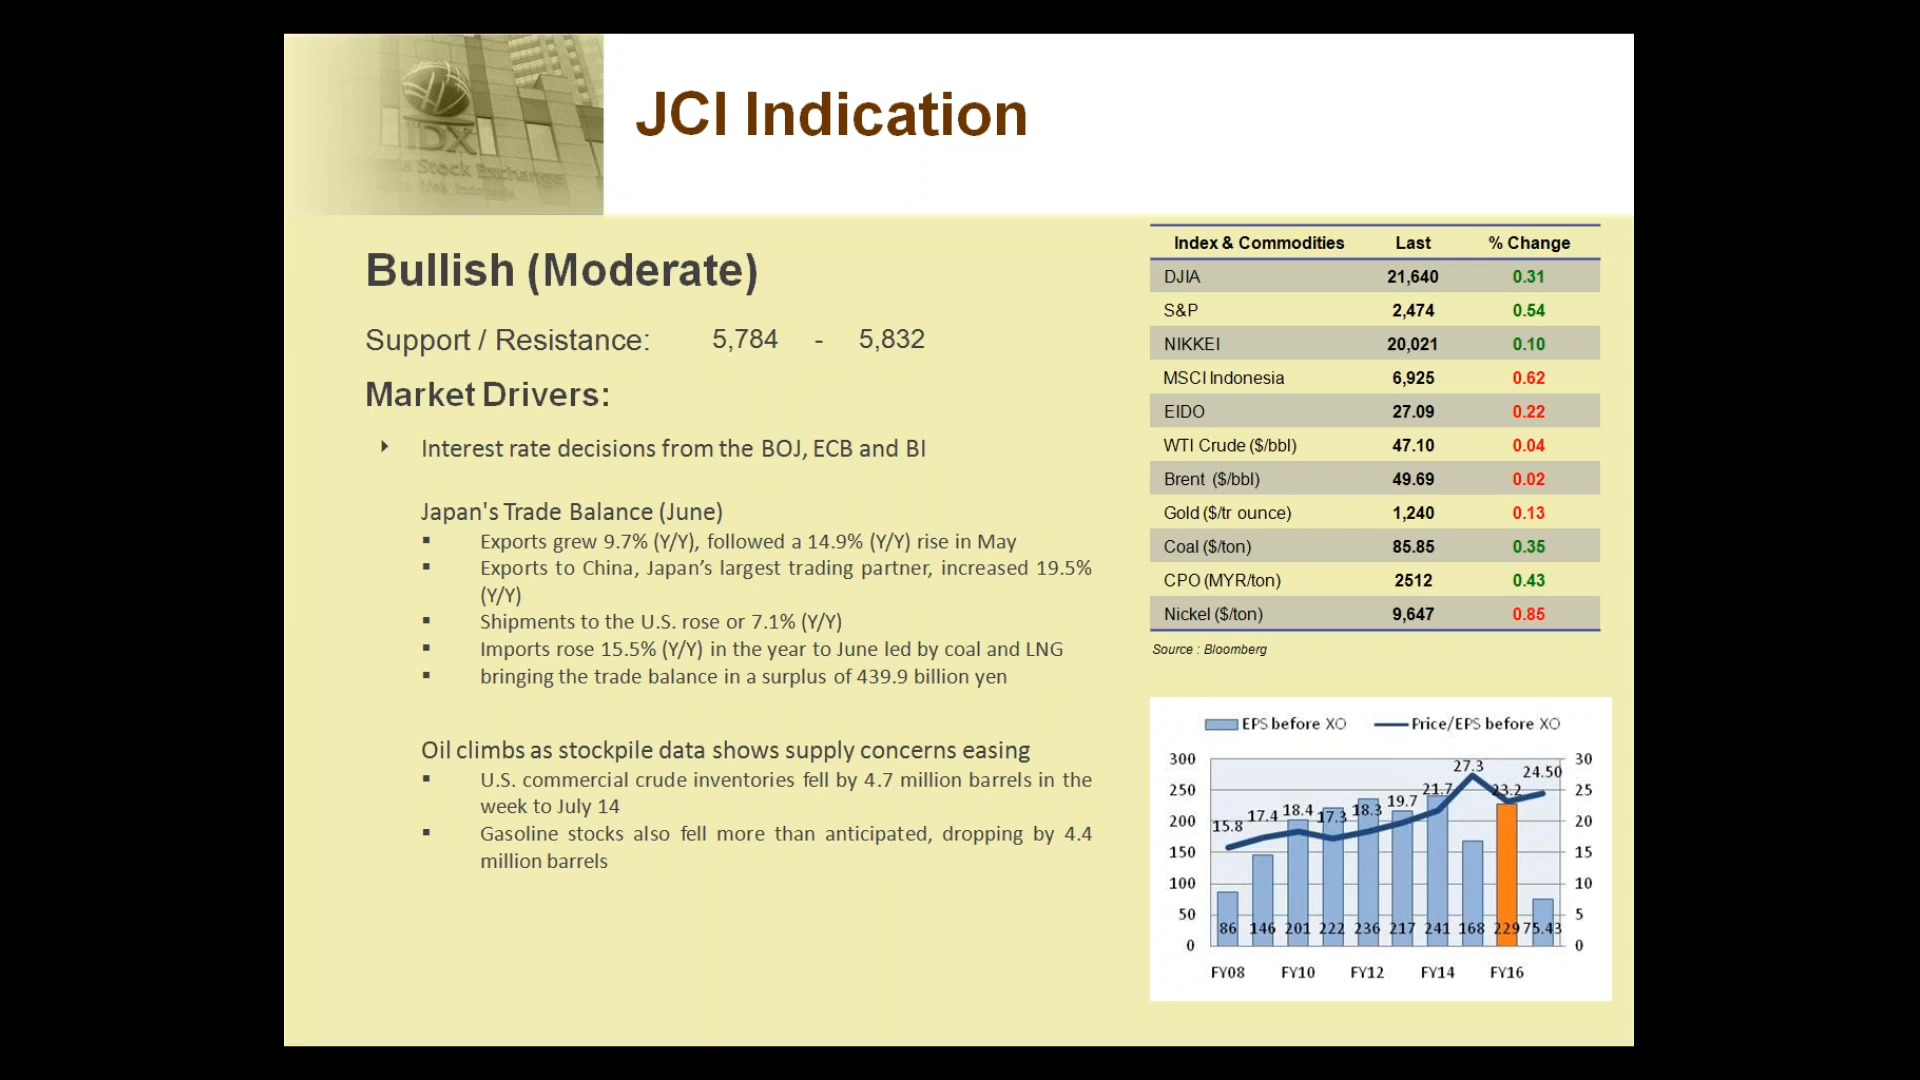 IDX
Stock Exchange
JCI Indication
Bullish (Moderate)
Support / Resistance: 5,784 - 5,832
Market Drivers:
Interest rate decisions from the BOJ, ECB and BI
Japan's Trade Balance (June)
Exports grew 9.7% (Y/Y), followed a 14.9% (Y/Y) rise in May
Exports to China, Japan’s largest trading partner, increased 19.5%
(Y/Y)
Shipments to the U.S. rose or 7.1% (Y/Y)
Imports rose 15.5% (Y/Y) in the year to June led by coal and LNG
bringing the trade balance in a surplus of 439.9 billion yen
Oil climbs as stockpile data shows supply concerns easing
U.S. commercial crude inventories fell by 4.7 million barrels in the
week to July 14
Gasoline stocks also fell more than anticipated, dropping by 4.4
million barrels
Index & Commodities Last % Change
DJIA 21,640 0.31
S&P 2,474 0.54
NIKKEI 20,021 0.10
MSCI Indonesia 6,925 0.62
EIDO 27.09 0.22
WTI Crude ($/bbl) 47.10 0.04
Brent ($/bbl) 49.69 0.02
Gold ($/tr ounce) 1,240 0.13
Coal ($/ton) 85.85 0.35
CPO (MYR/ton) 2512 0.43
Nickel ($/ton) 9,647 0.85
Source : Bloomberg
EPS before XO Price/EPS before XO
300 30
250 25
200 20
150 15
100 10
50 5
0 0
15.8 17.4 18.4 17.3 18.3 19.7 21.7 27.3 23.2 24.50
86 146 201 222 236 217 241 168 229 75.43
FY08 FY10 FY12 FY14 FY16